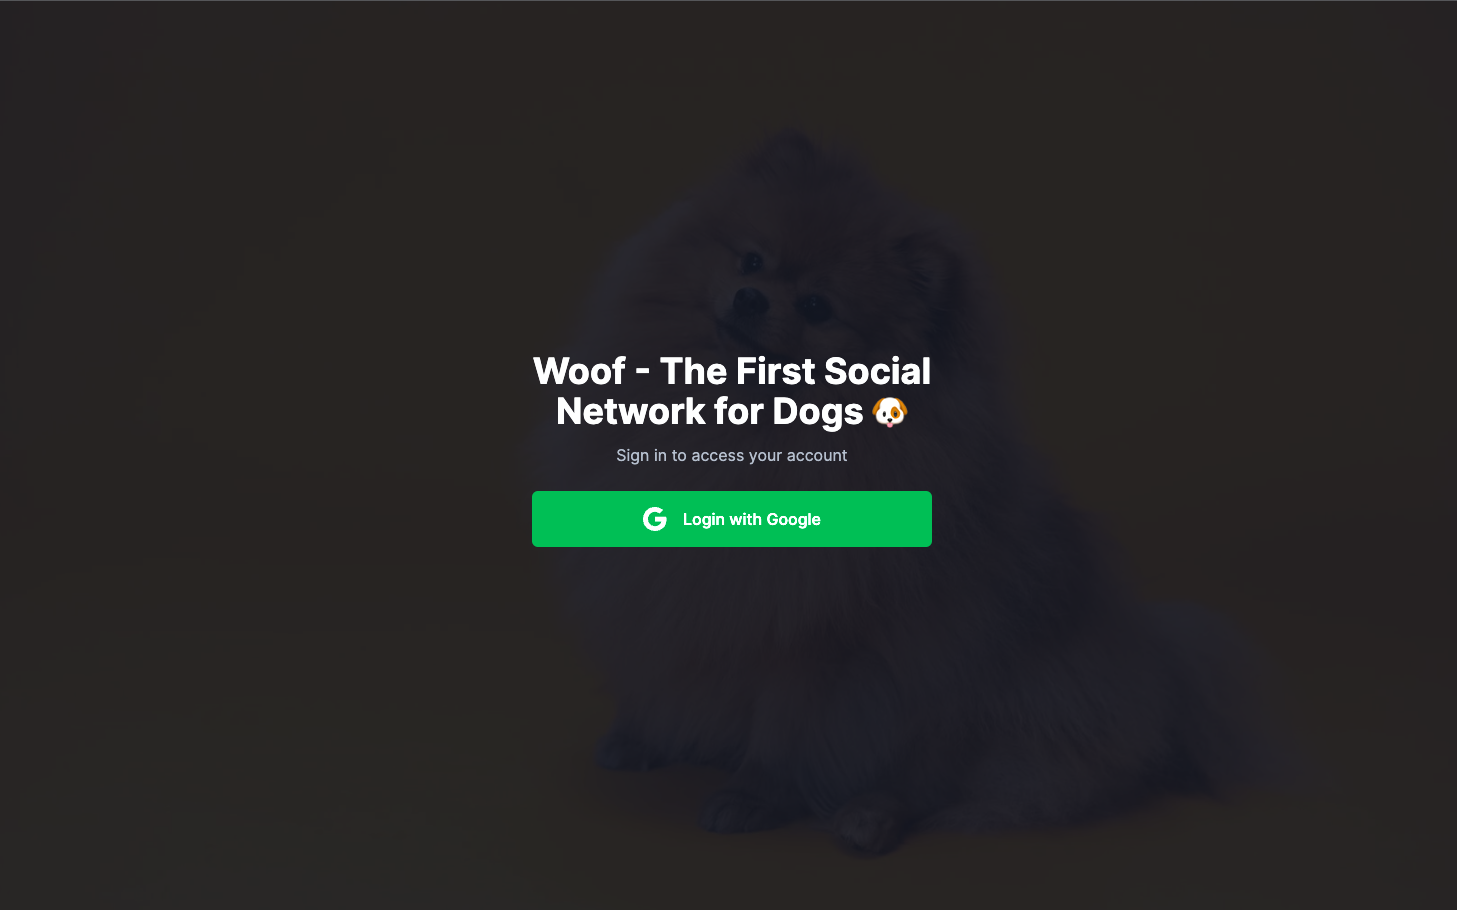 Woof - The First Social
Network for Dogs 🐶
Sign in to access your account
Login with Google